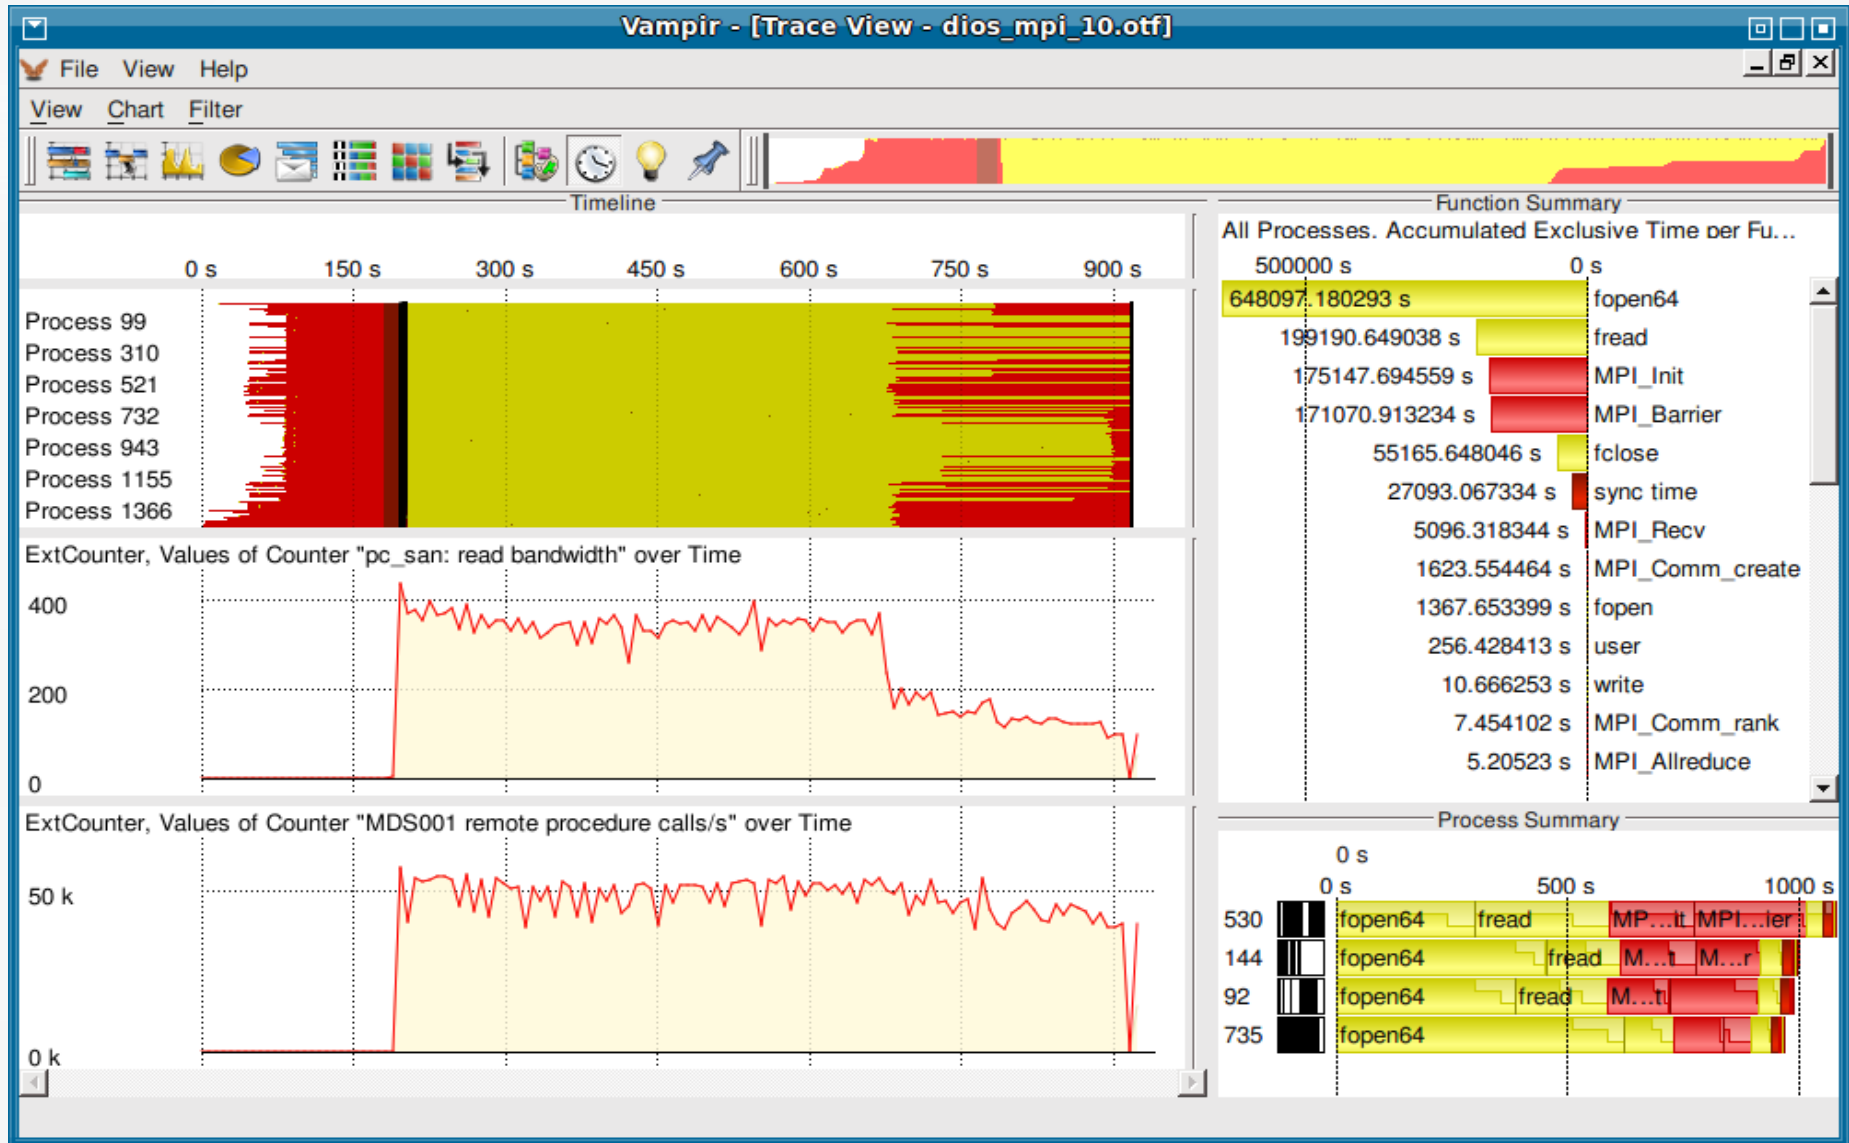 Vampir - [Trace View - dios_mpi_10.otf]
File View Help
View Chart Filter
Timeline
0 s 150 s 300 s 450 s 600 s 750 s 900 s
Process 99
Process 310
Process 521
Process 732
Process 943
Process 1155
Process 1366
ExtCounter, Values of Counter "pc_san: read bandwidth" over Time
400
200
0
ExtCounter, Values of Counter "MDS001 remote procedure calls/s" over Time
50 k
0 k
Function Summary
All Processes. Accumulated Exclusive Time per Fu...
500000 s 0 s
648097.180293 s fopen64
199190.649038 s fread
175147.694559 s MPI_Init
171070.913234 s MPI_Barrier
55165.648046 s fclose
27093.067334 s sync time
5096.318344 s MPI_Recv
1623.554464 s MPI_Comm_create
1367.653399 s fopen
256.428413 s user
10.666253 s write
7.454102 s MPI_Comm_rank
5.20523 s MPI_Allreduce
Process Summary
0 s
0 s 500 s 1000 s
530 fopen64 fread MP...it MPI...ier
144 fopen64 fread M...t M...r
92 fopen64 fread M...t
735 fopen64